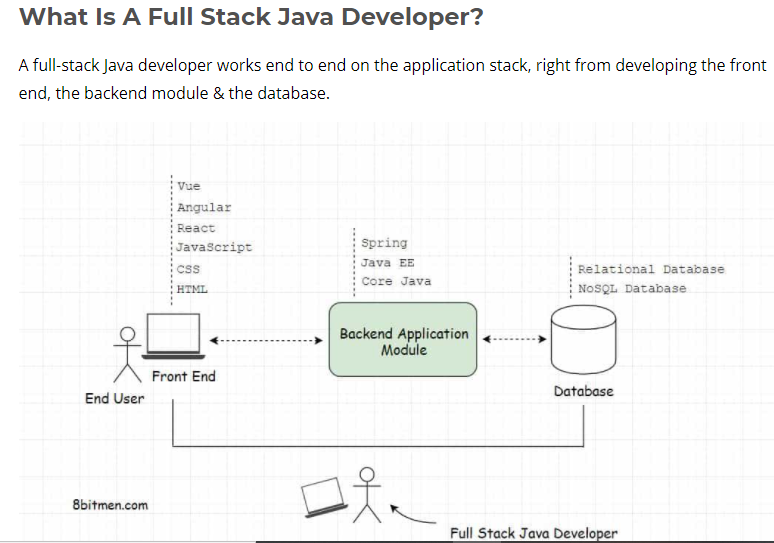 What Is A Full Stack Java Developer?
A full-stack Java developer works end to end on the application stack, right from developing the front
end, the backend module & the database.
Vue
Angular
React
JavaScript
CSS
HTML
Spring
Java EE
Core Java
Relational Database
NoSQL Database
Backend Application
Module
Front End
End User
Database
8bitmen.com
Full Stack Java Developer